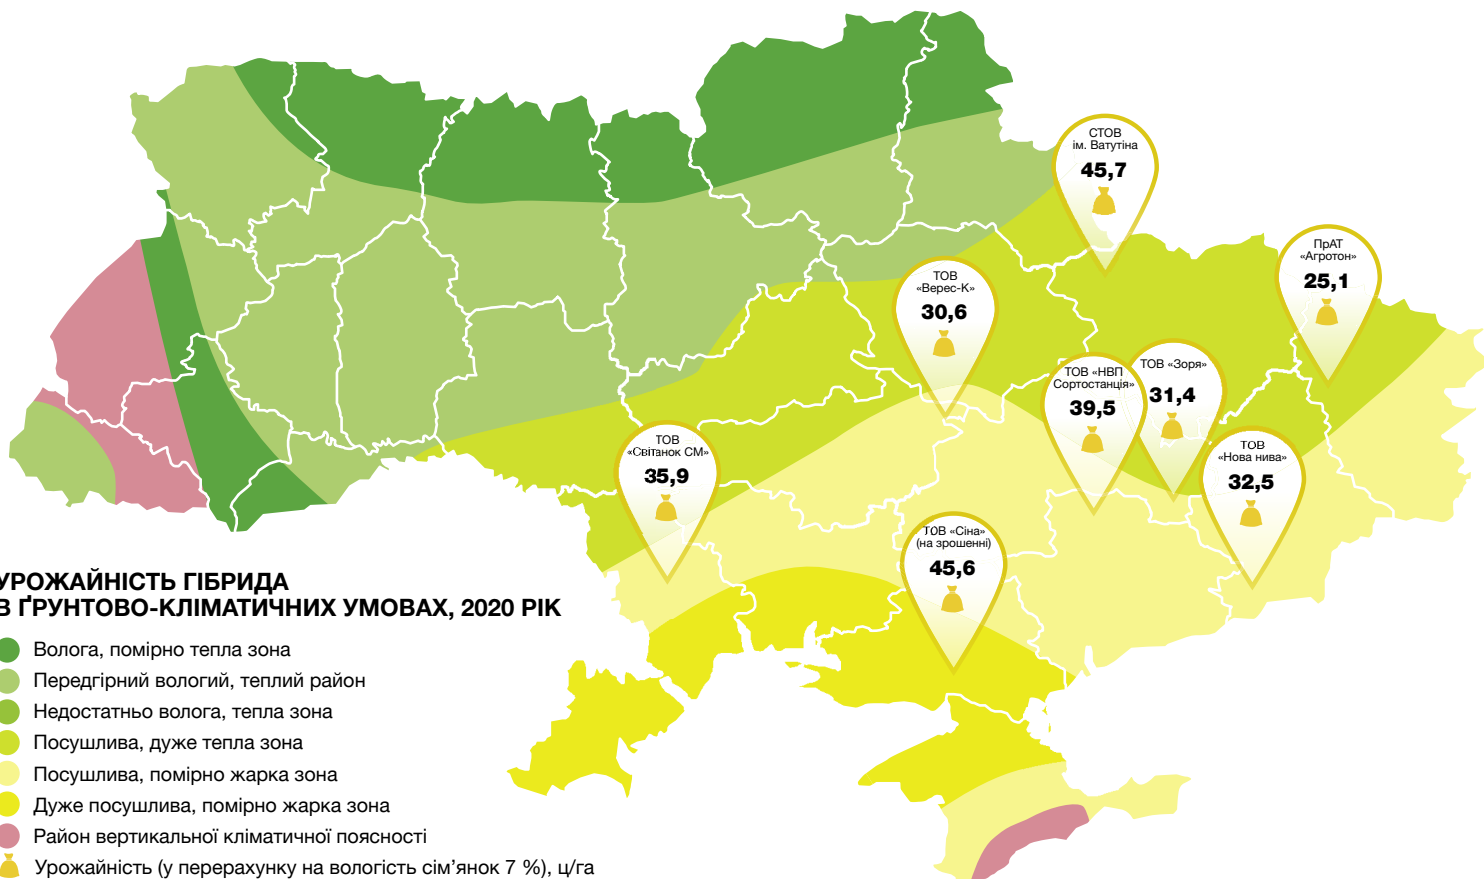 СТОВ
ім. Ватутіна
45,7
ПрАТ
«Агротон»
25,1
ТОВ
«Верес-К»
30,6
ТОВ «НВП
Сортостанція»
39,5
ТОВ «Зоря»
31,4
ТОВ
«Світанок СМ»
35,9
ТОВ
«Нова нива»
32,5
ТОВ «Сіна»
(на зрошенні)
45,6
УРОЖАЙНІСТЬ ГІБРИДА
В ҐРУНТОВО-КЛІМАТИЧНИХ УМОВАХ, 2020 РІК
Волога, помірно тепла зона
Передгірний вологий, теплий район
Недостатньо волога, тепла зона
Посушлива, дуже тепла зона
Посушлива, помірно жарка зона
Дуже посушлива, помірно жарка зона
Район вертикальної кліматичної поясності
Урожайність (у перерахунку на вологість сім’янок 7 %), ц/га